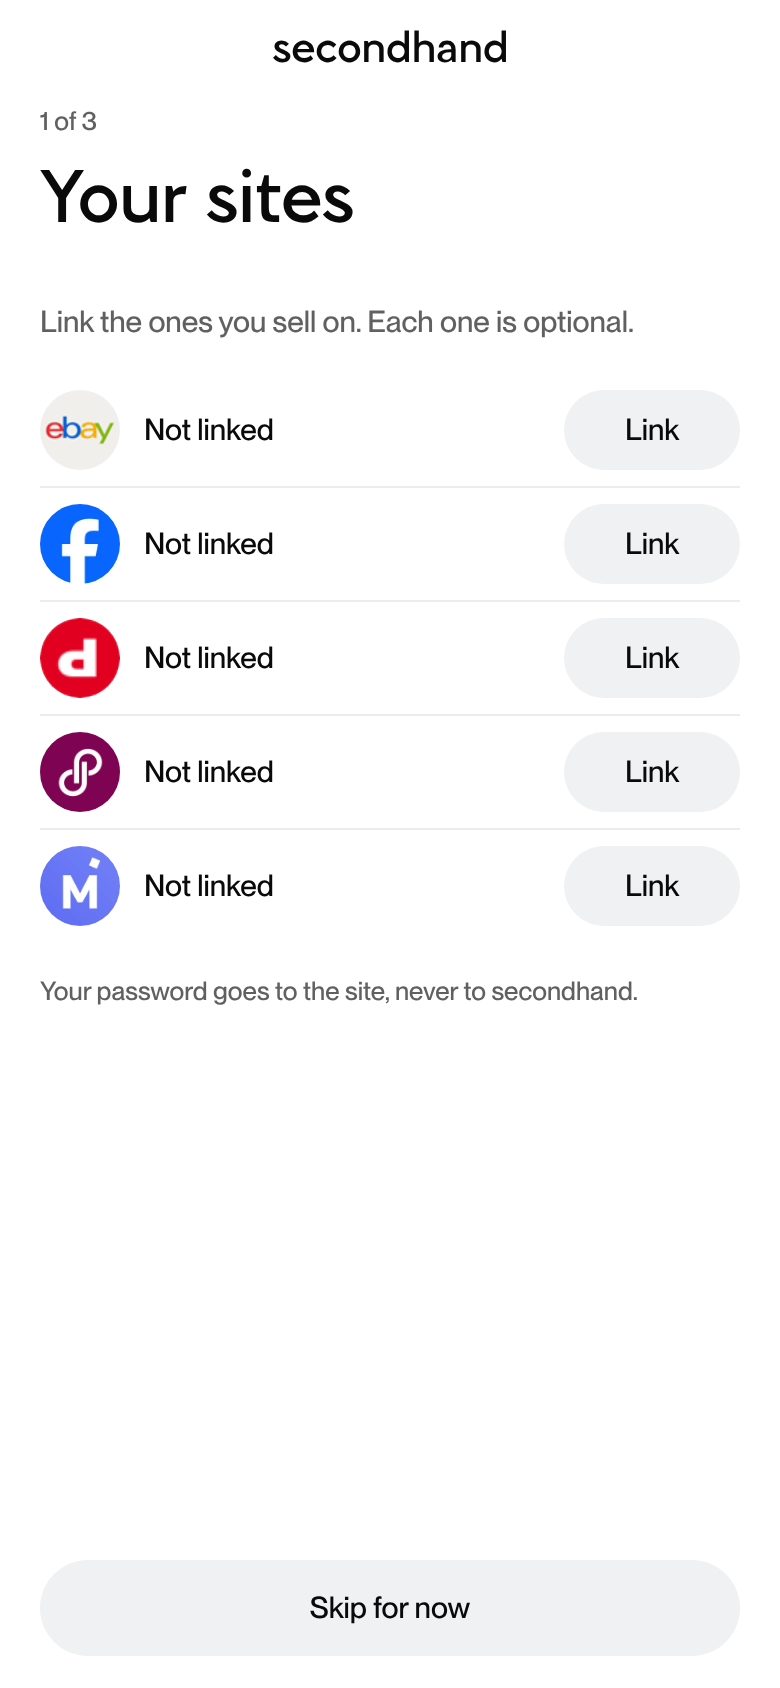 secondhand
1 of 3
Your sites
Link the ones you sell on. Each one is optional.
ebay Not linked Link
f Not linked Link
d Not linked Link
Not linked Link
M Not linked Link
Your password goes to the site, never to secondhand.
Skip for now